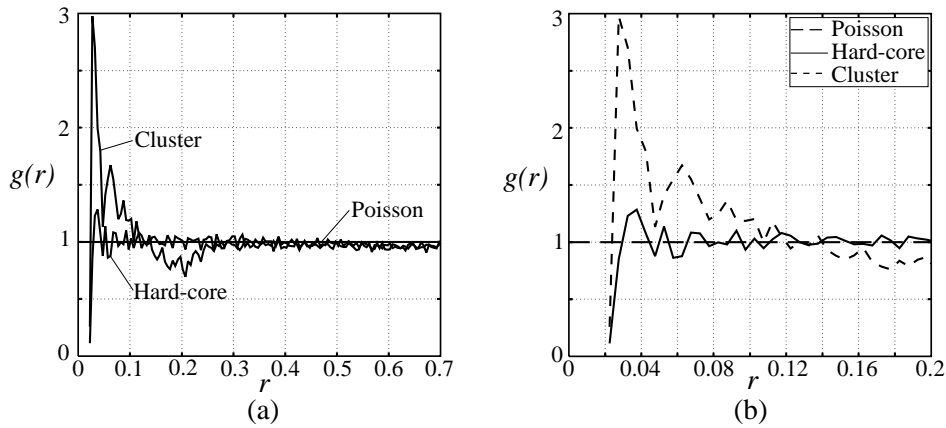 3
2
g(r)
1
0
Cluster
Poisson
Hard-core
0 0.1 0.2 0.3 0.4 0.5 0.6 0.7
r
(a)
3
2
g(r)
1
0
Poisson
Hard-core
Cluster
0 0.04 0.08 0.12 0.16 0.2
r
(b)